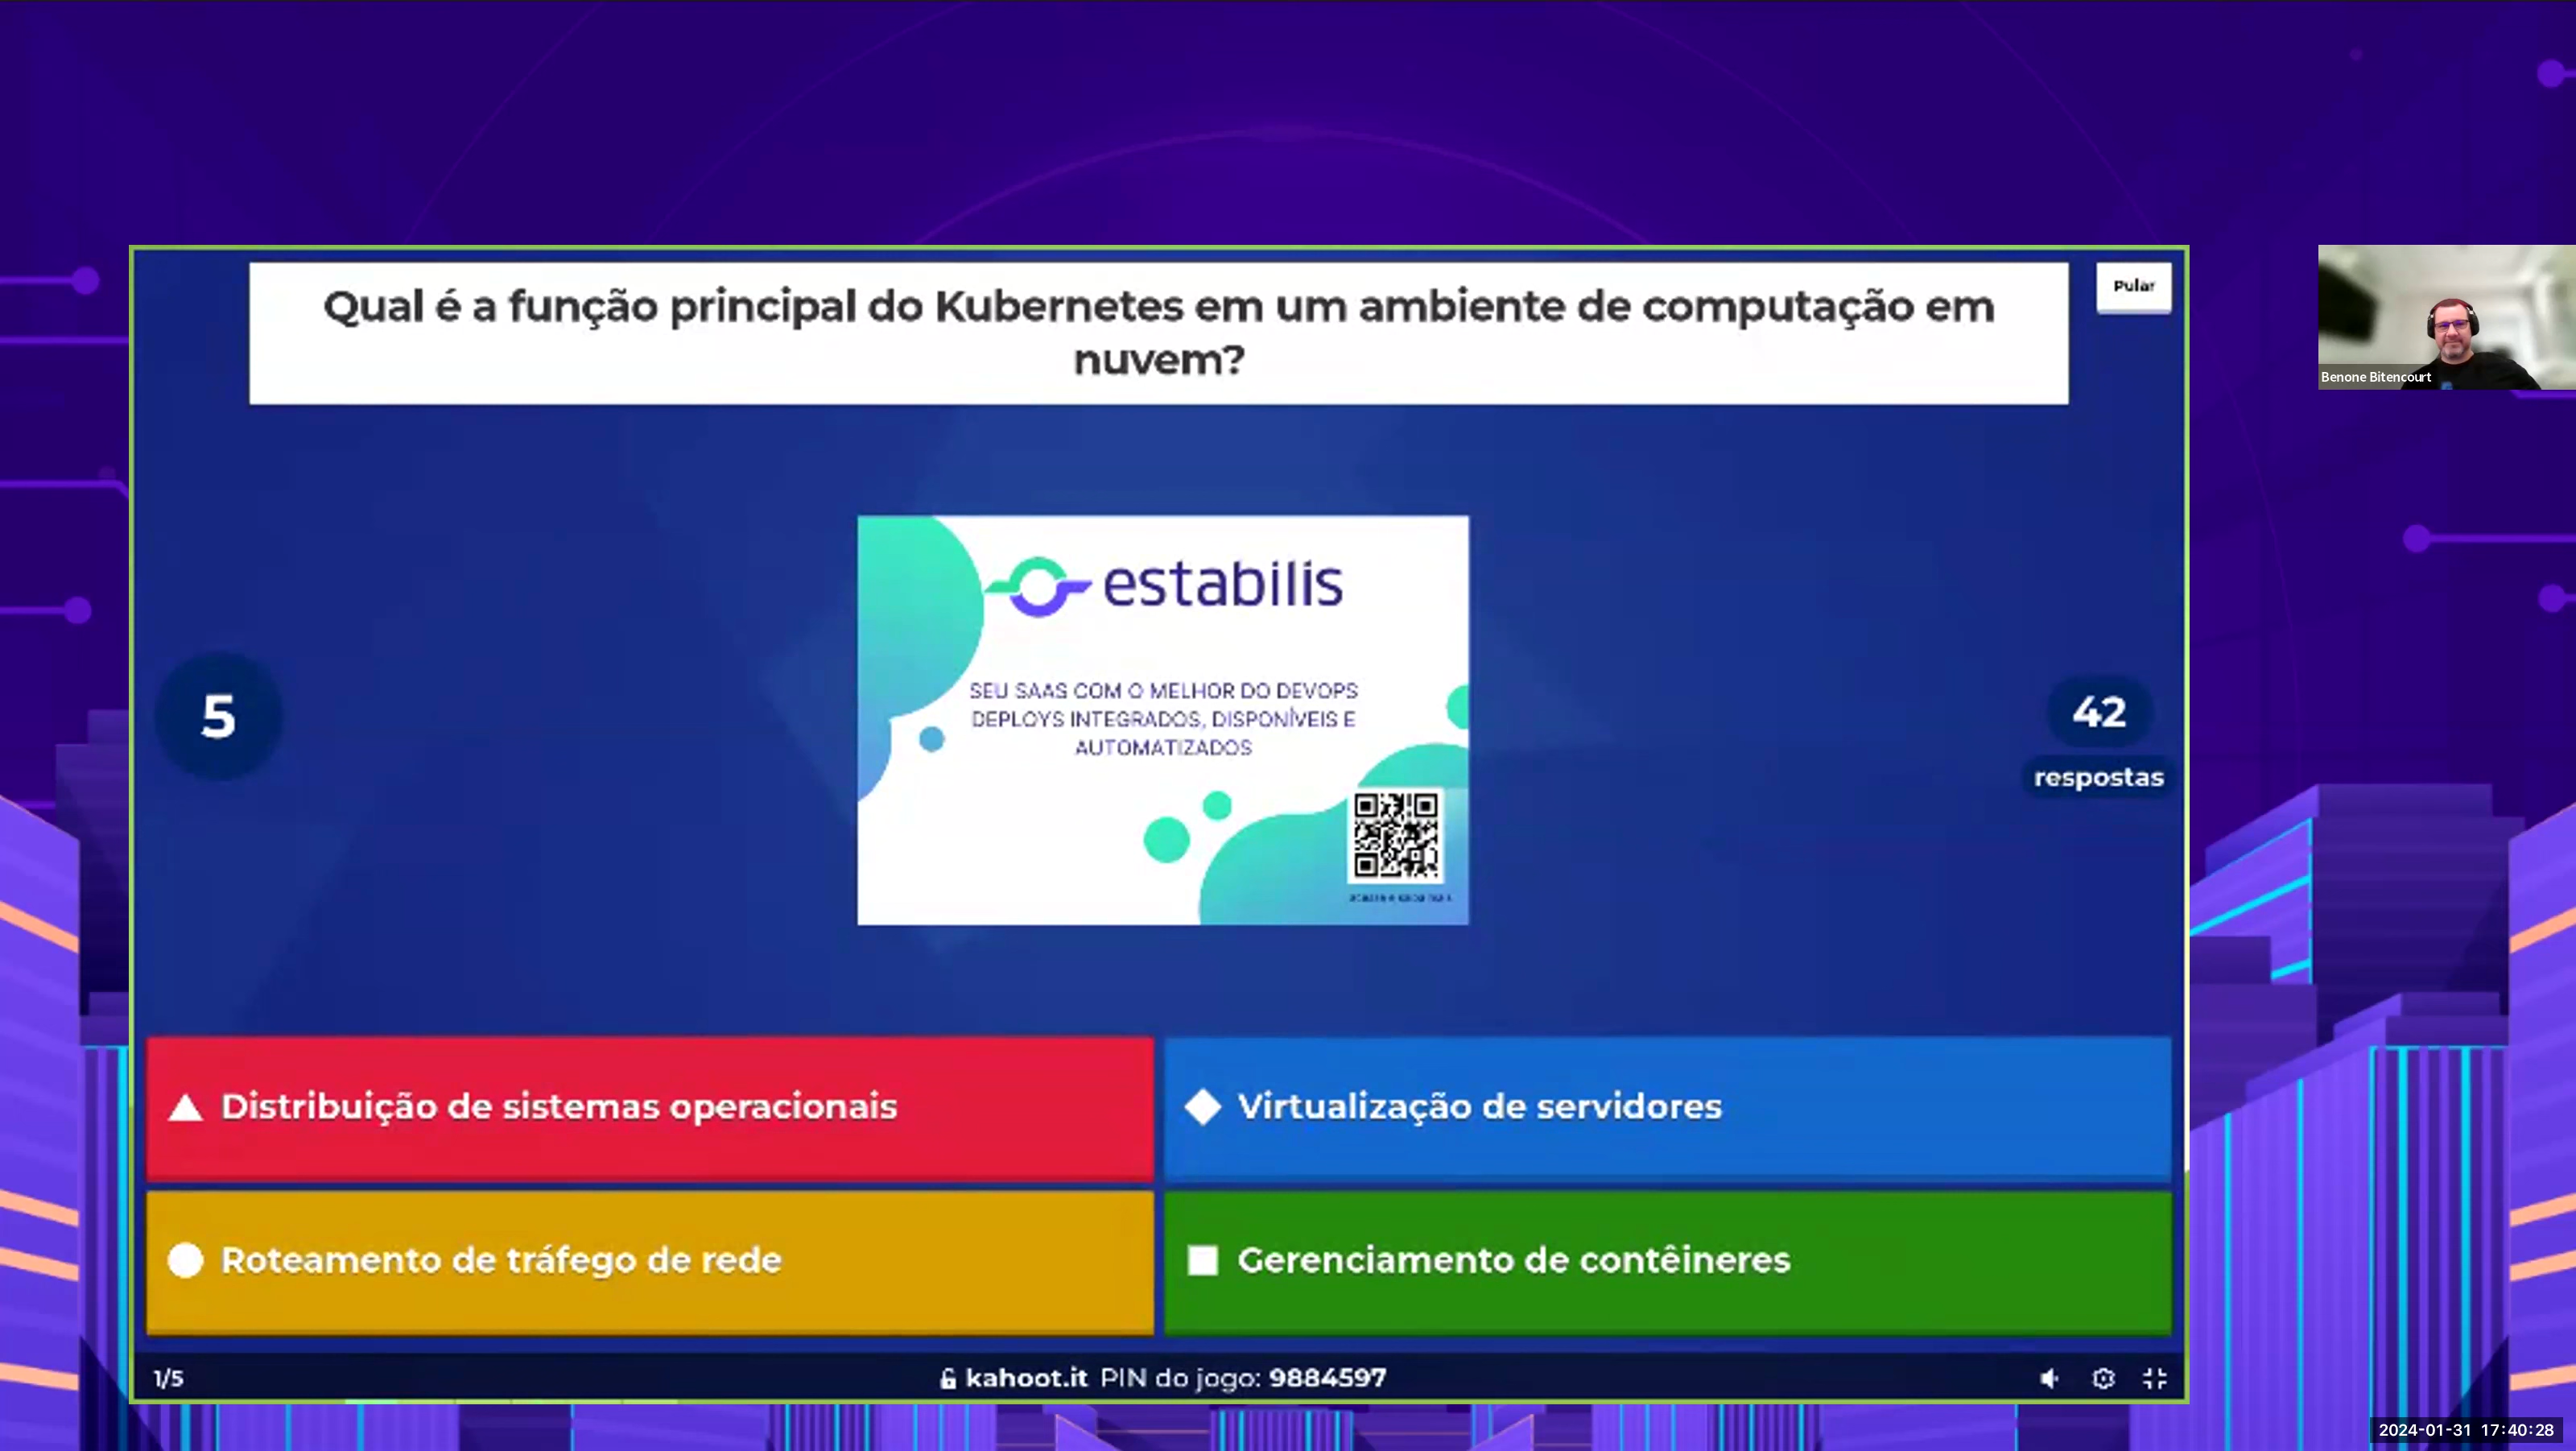 Qual é a função principal do Kubernetes em um ambiente de computação em
nuvem?
Pular
Benone Bitencourt
estabilis
SEU SAAS COM O MELHOR DO DEVOPS
DEPLOYS INTEGRADOS, DISPONÍVEIS E
AUTOMATIZADOS
5
42
respostas
Distribuição de sistemas operacionais
Virtualização de servidores
Roteamento de tráfego de rede
Gerenciamento de contêineres
1/5
kahoot.it PIN do jogo: 9884597
2024-01-31 17:40:28